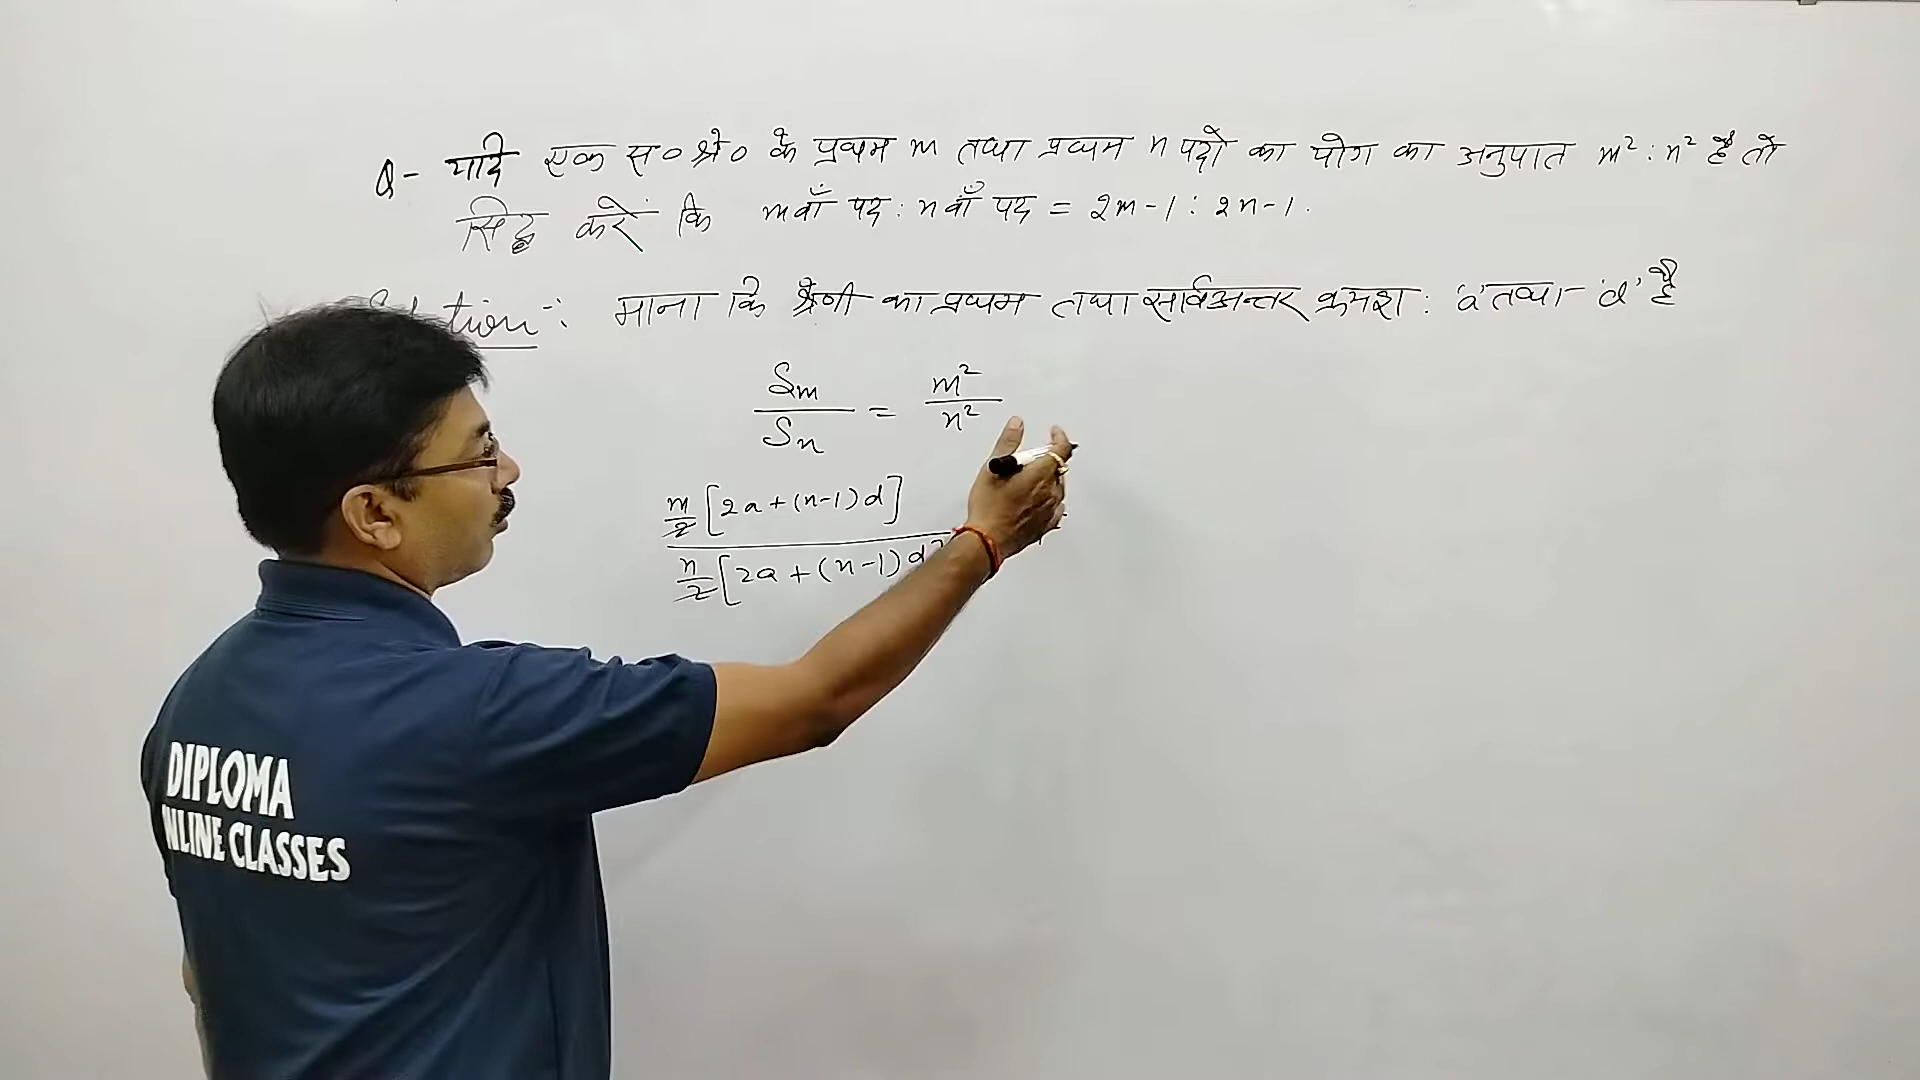 Q- यदि एक स० श्रे० के प्रथम m तथा प्रथम n पदो का योग का अनुपात m² : n² है तो
सिद्ध करें कि mवाँ पद : nवाँ पद = 2m-1 : 2n-1.
माना कि श्रेणी का प्रथम तथा सार्वअन्तर क्रमश: 'a' तथा 'd' है
Sm/Sn = m²/n²
m/2 [2a+(n-1)d]
n/2 [2a+(n-1)d
DIPLOMA
NLINE CLASSES